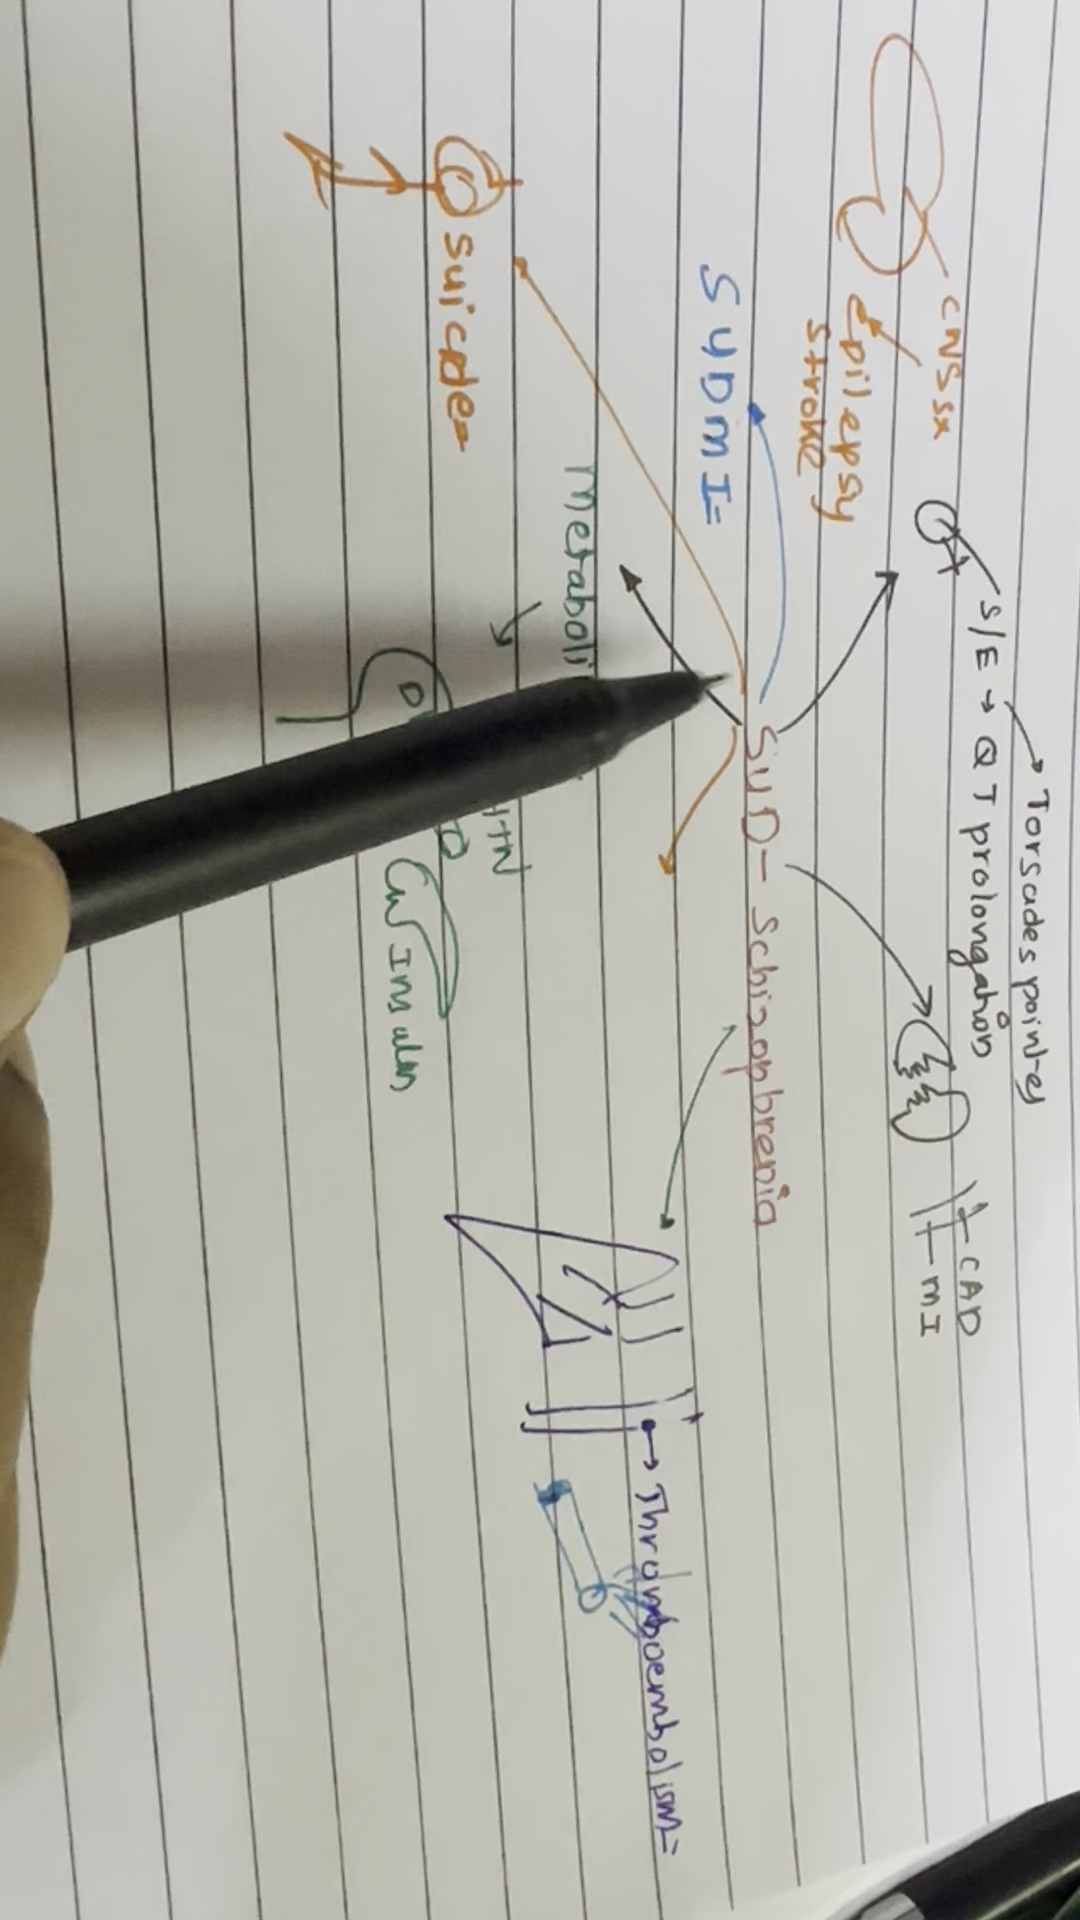 Torsades pointes
S/E → QT prolongation
CNS sx
Epilepsy
stroke
CAD
MI
SUD - Schizophrenia
SUDMI
Metaboli
suicide
HTN
Insulin
→ Thromboembolism